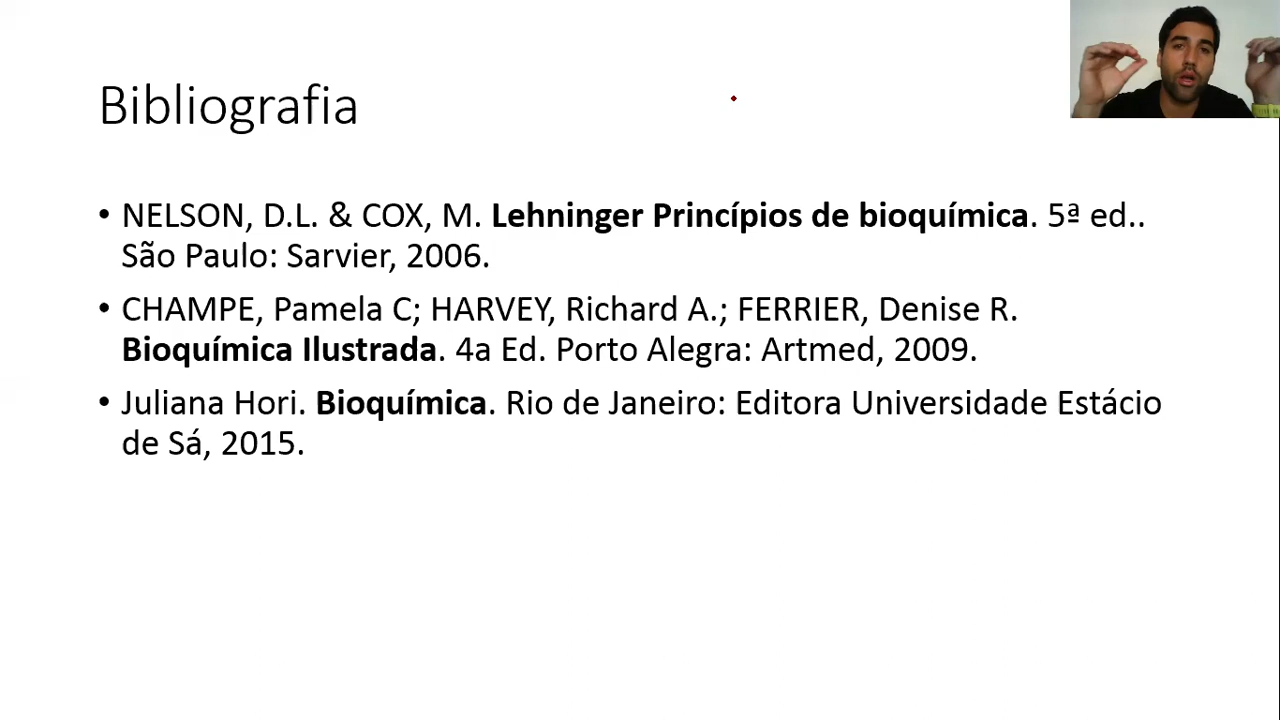 Bibliografia
• NELSON, D.L. & COX, M. Lehninger Princípios de bioquímica. 5ª ed..
São Paulo: Sarvier, 2006.
• CHAMPE, Pamela C; HARVEY, Richard A.; FERRIER, Denise R.
Bioquímica Ilustrada. 4a Ed. Porto Alegra: Artmed, 2009.
• Juliana Hori. Bioquímica. Rio de Janeiro: Editora Universidade Estácio
de Sá, 2015.